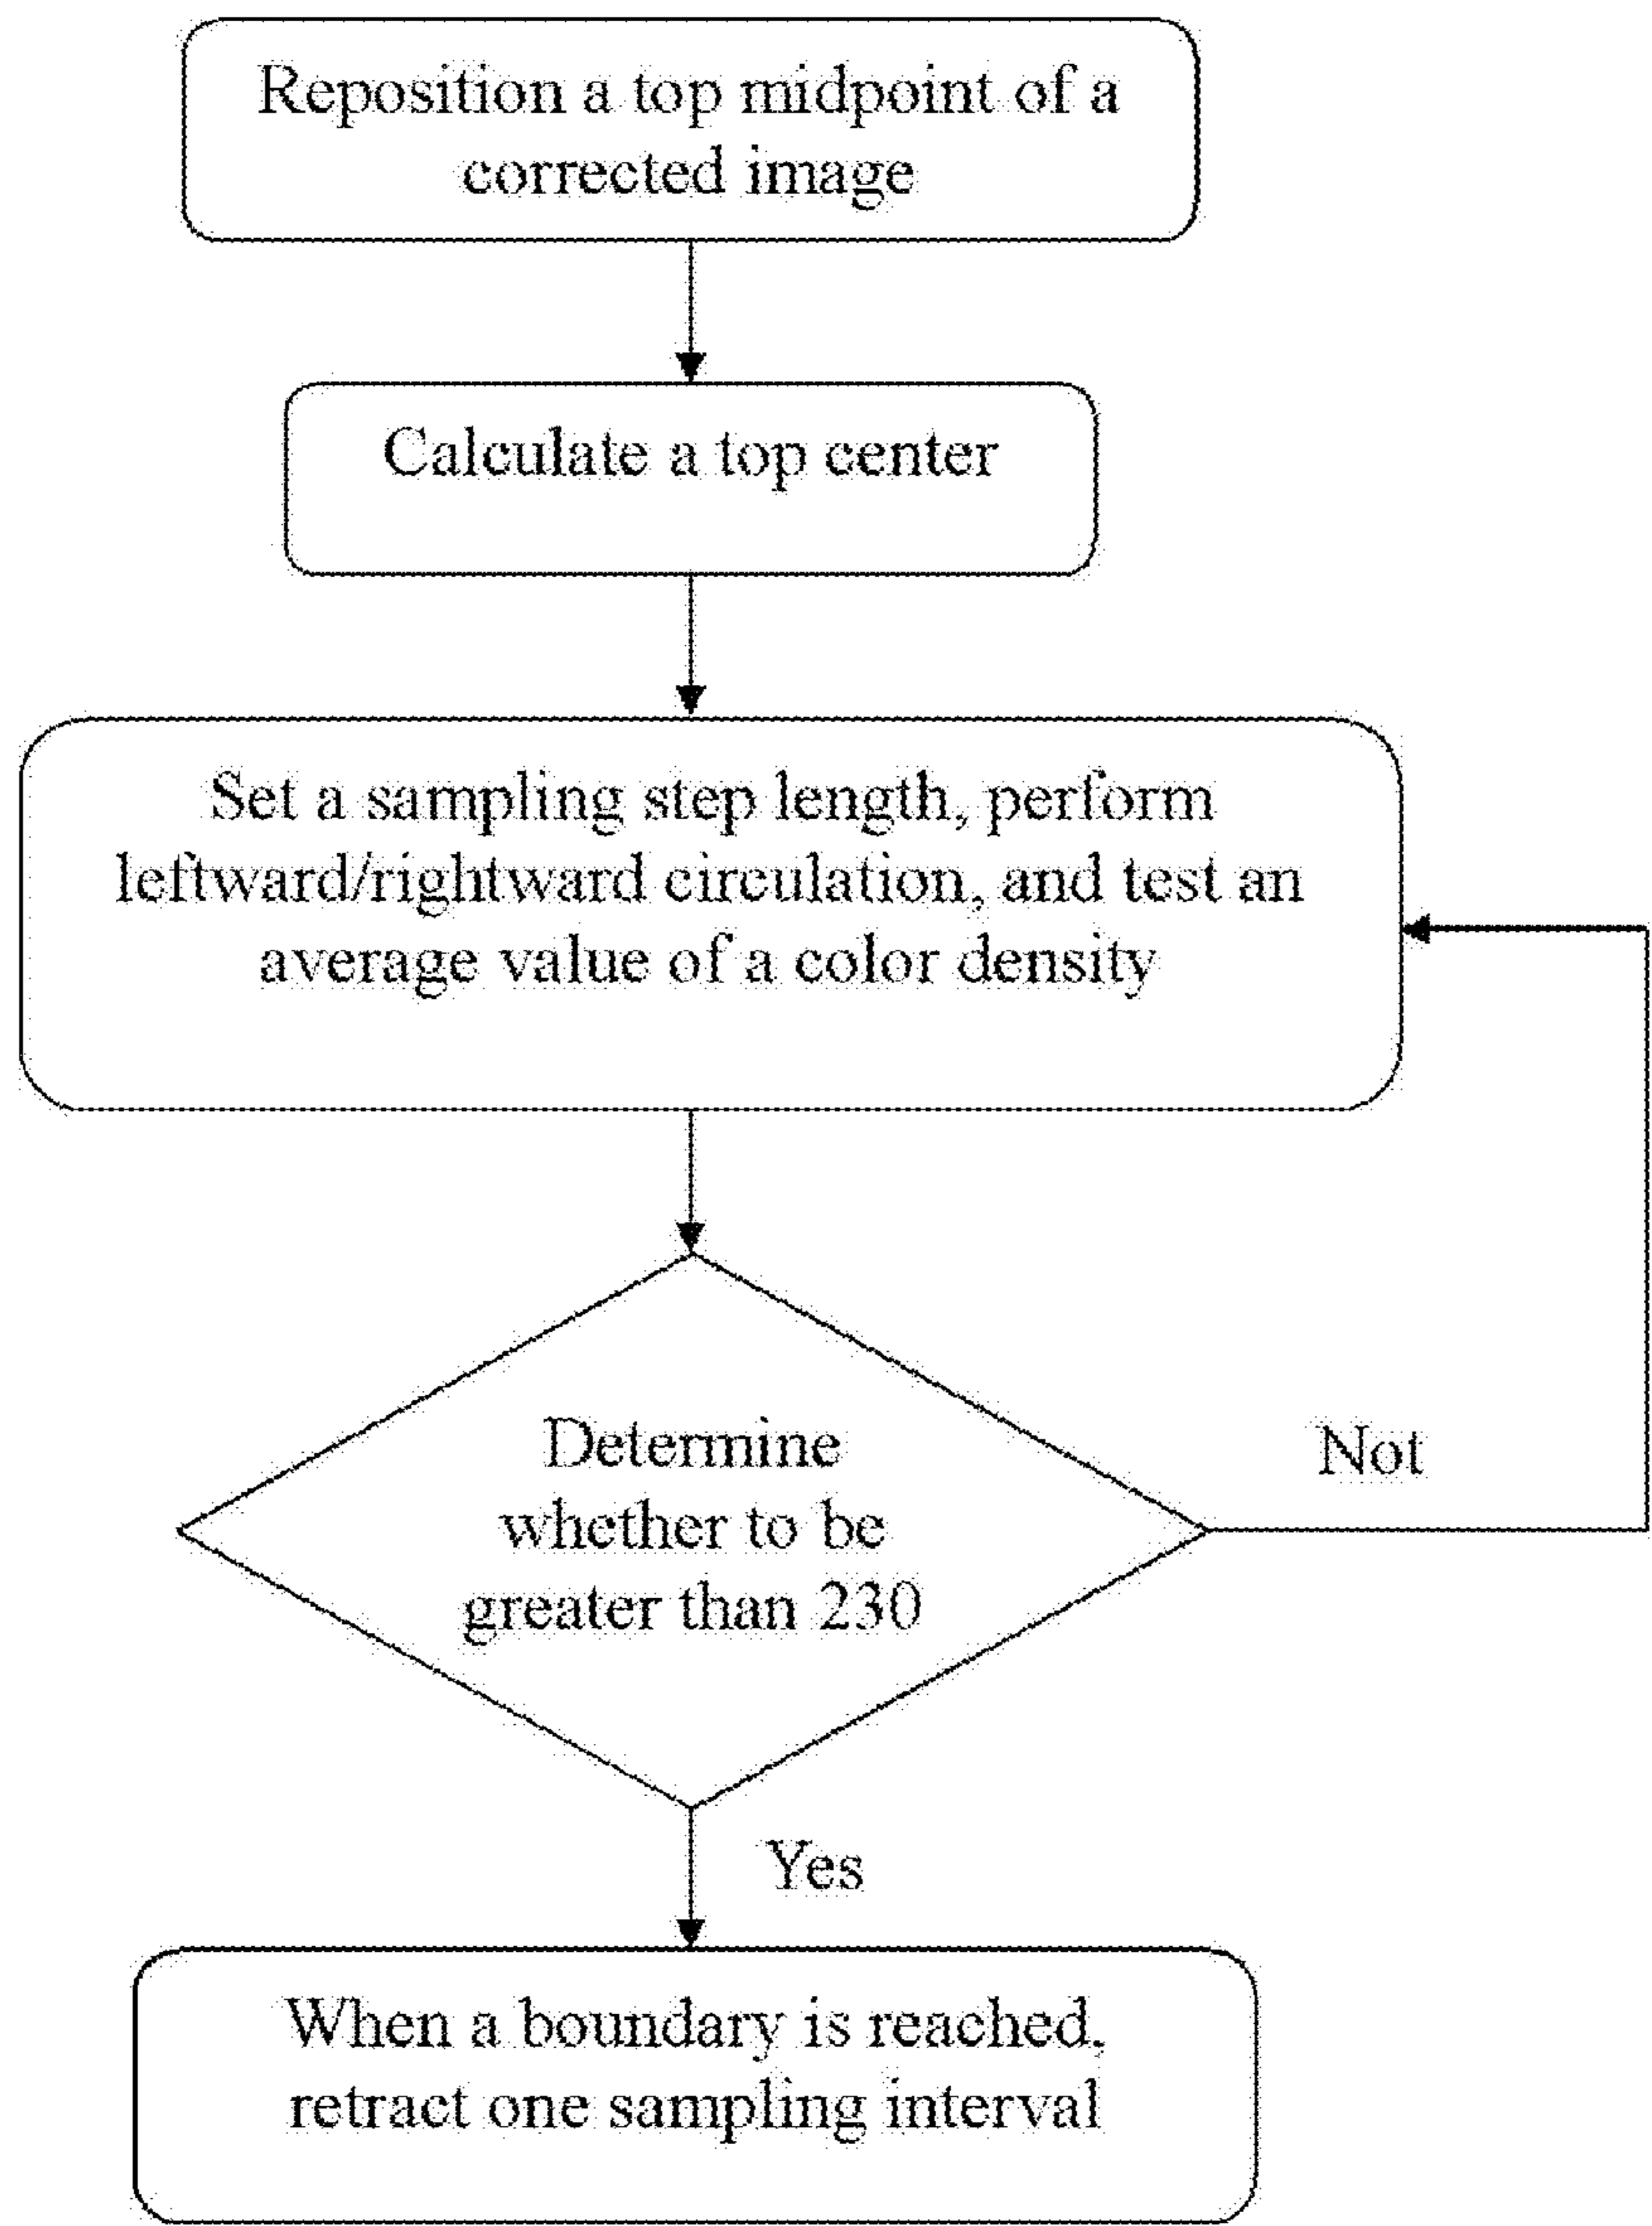 Reposition a top midpoint of a
corrected image
Calculate a top center
Set a sampling step length, perform
leftward/rightward circulation, and test an
average value of a color density
Determine
whether to be
greater than 230
Not
Yes
When a boundary is reached,
retract one sampling interval